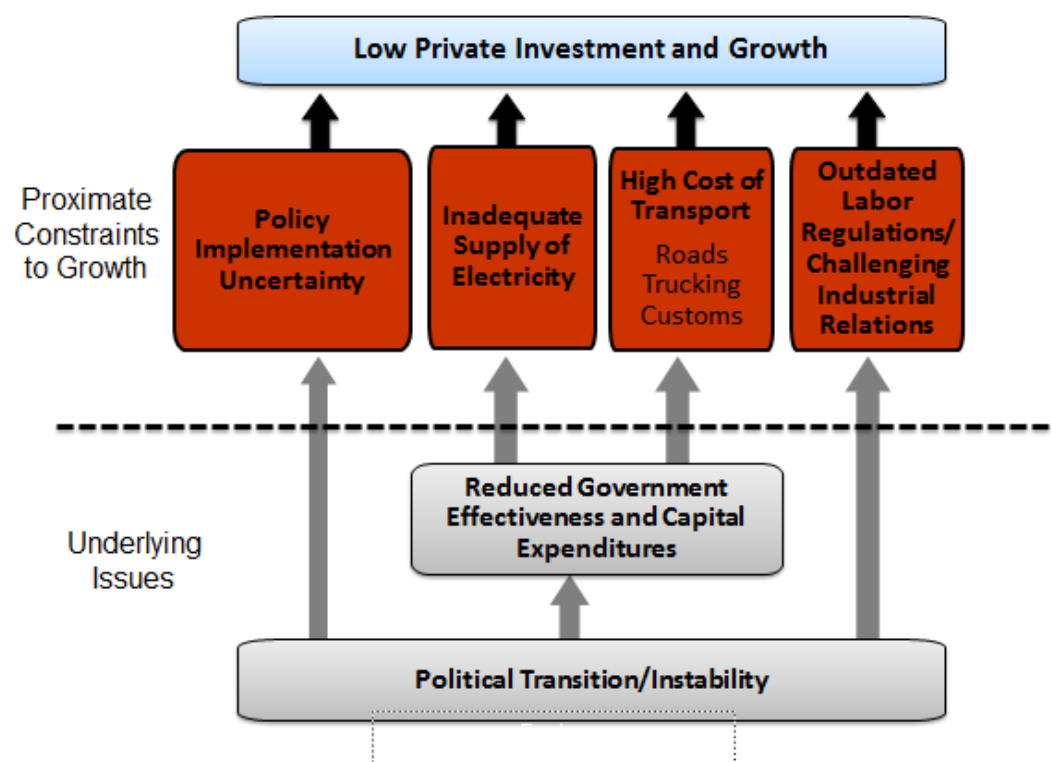 Low Private Investment and Growth
Proximate
Constraints
to Growth
Policy
Implementation
Uncertainty
Inadequate
Supply of
Electricity
High Cost of
Transport
Roads
Trucking
Customs
Outdated
Labor
Regulations/
Challenging
Industrial
Relations
Underlying
Issues
Reduced Government
Effectiveness and Capital
Expenditures
Political Transition/Instability